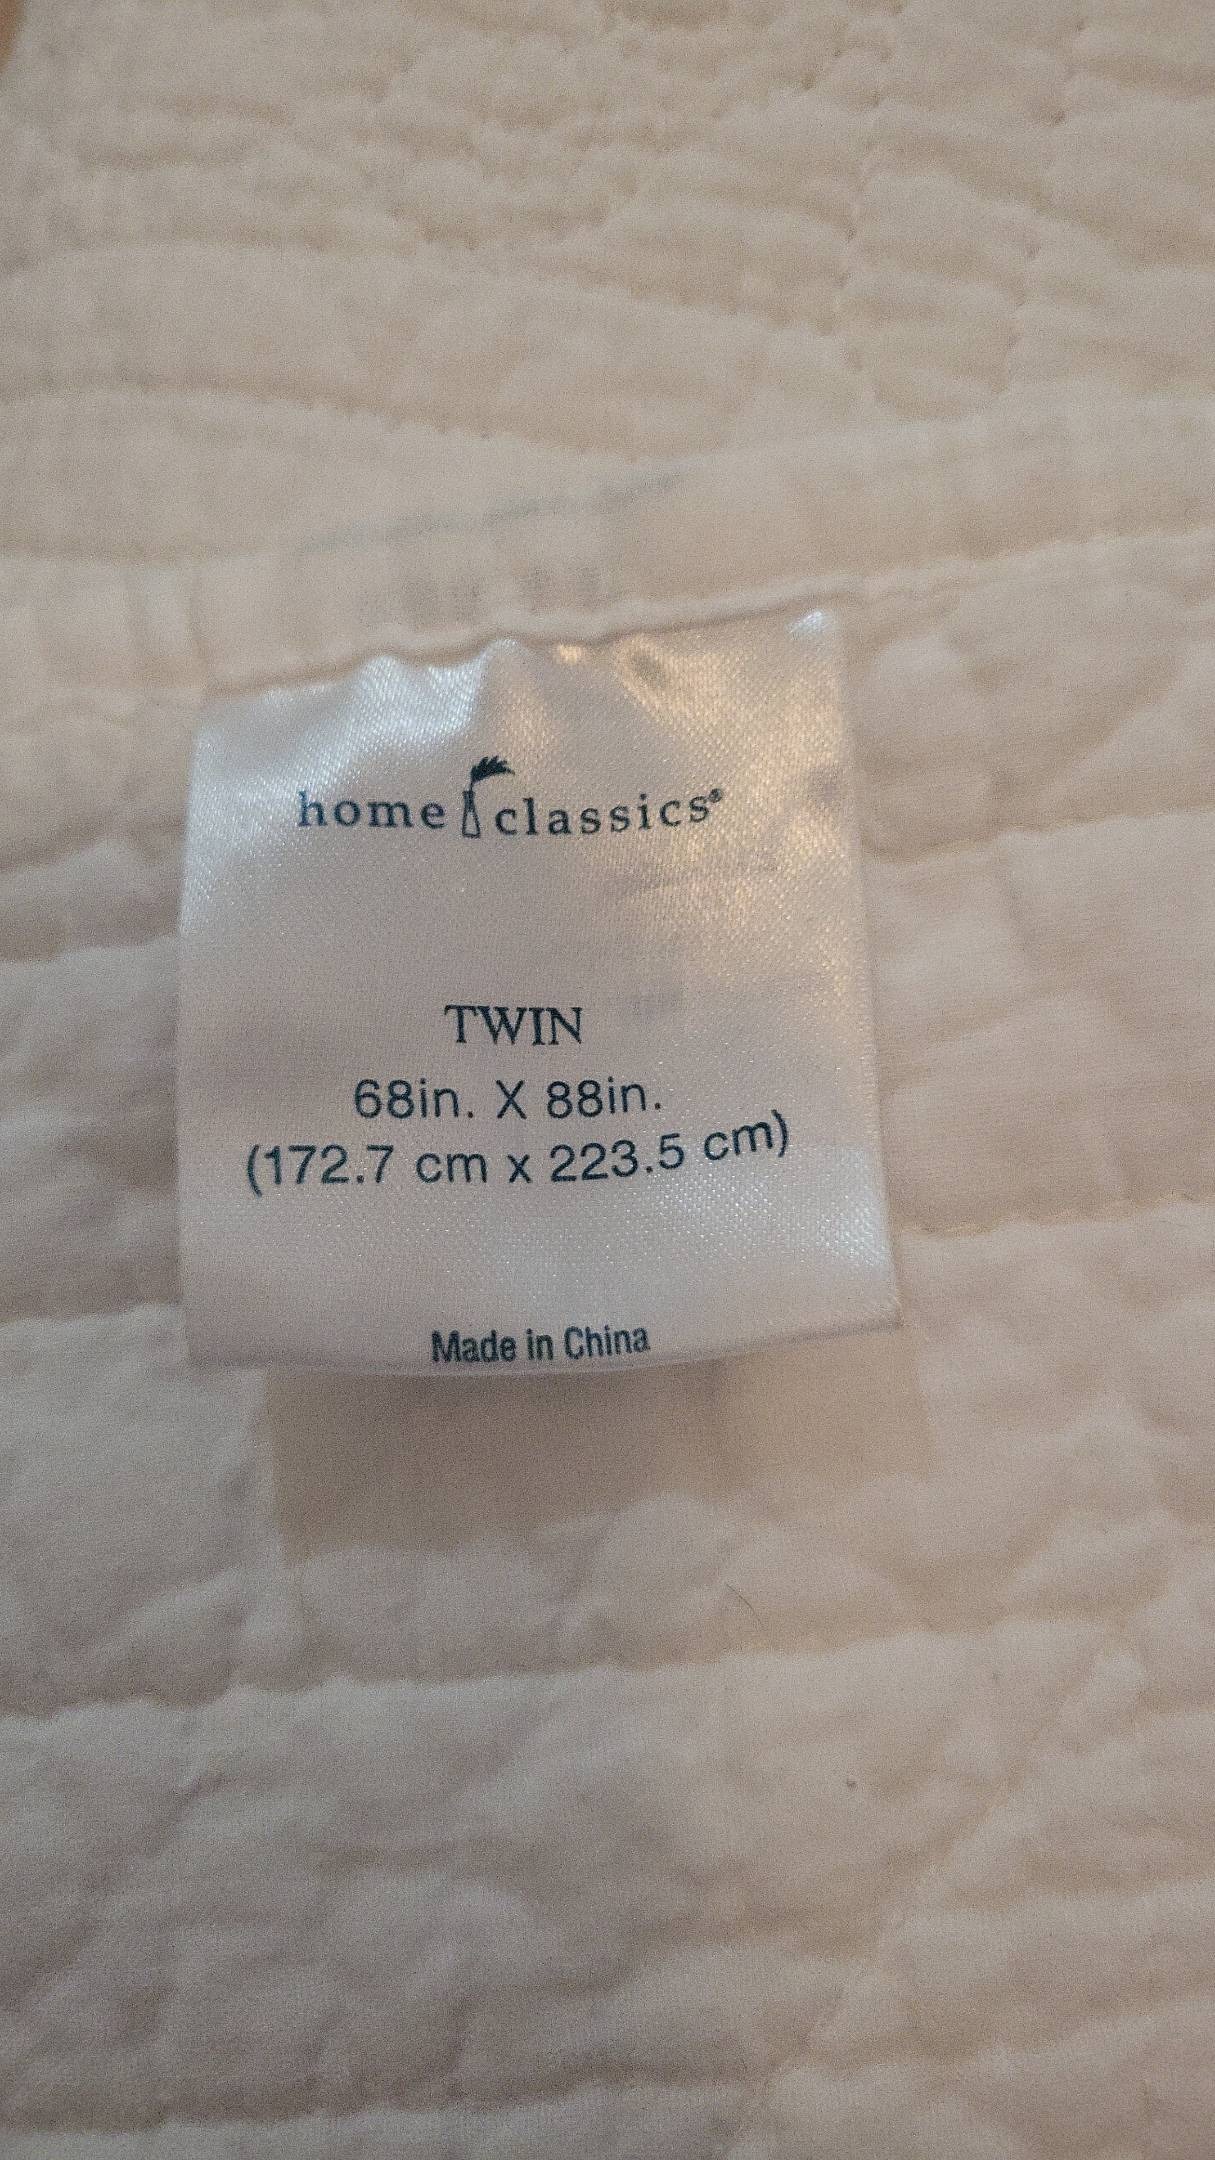 home classics®
TWIN
68in. X 88in.
(172.7 cm x 223.5 cm)
Made in China